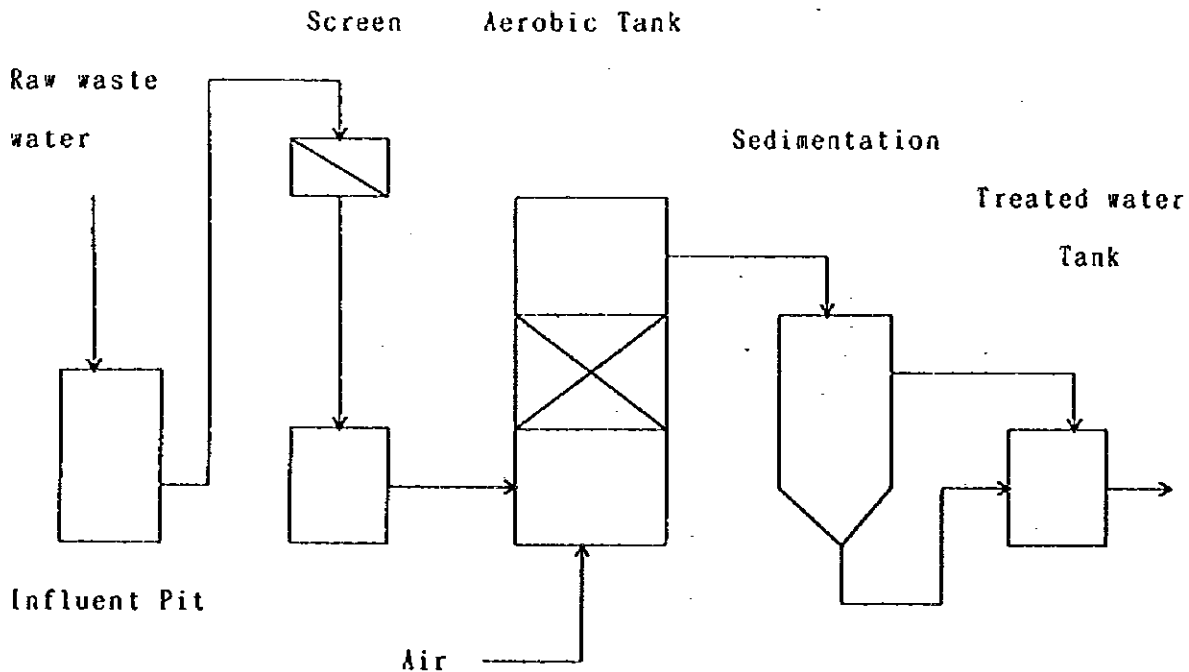 Screen
Aerobic Tank
Raw waste
water
Sedimentation
Treated water
Tank
Influent Pit
Air